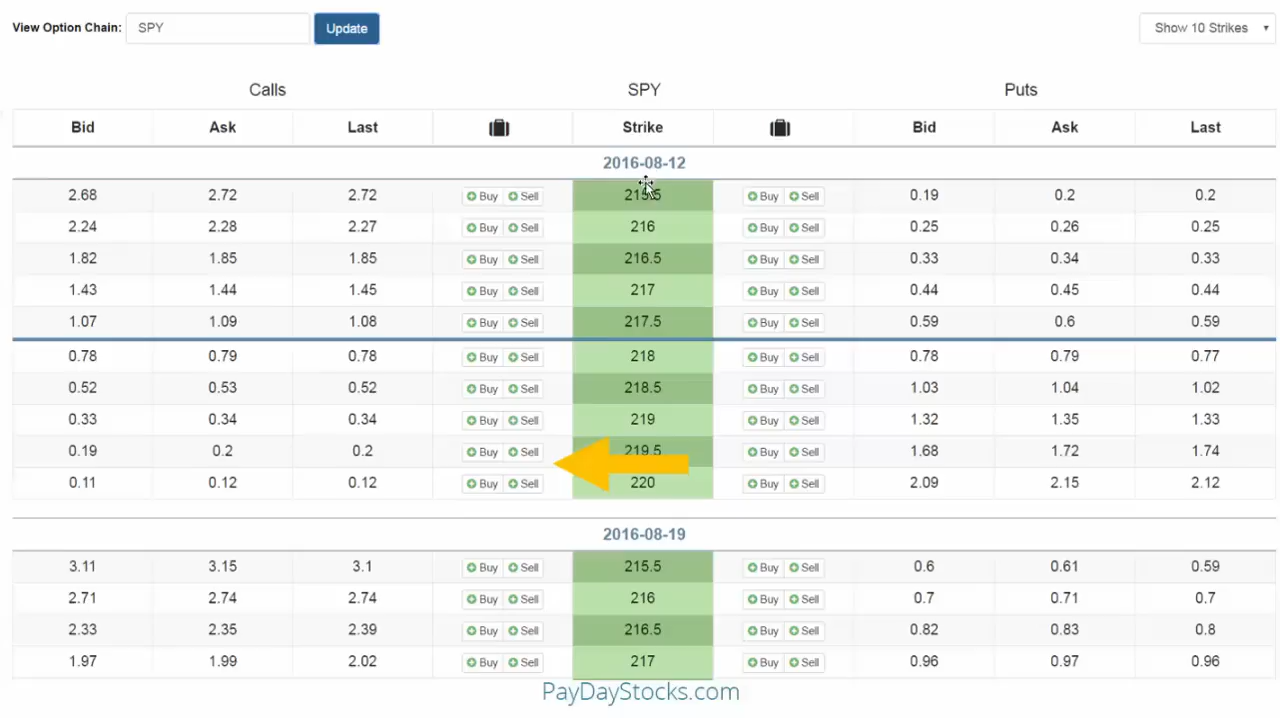 View Option Chain: SPY Update Show 10 Strikes
Calls SPY Puts
Bid Ask Last Strike Bid Ask Last
2016-08-12
2.68 2.72 2.72 Buy Sell 215.5 Buy Sell 0.19 0.2 0.2
2.24 2.28 2.27 Buy Sell 216 Buy Sell 0.25 0.26 0.25
1.82 1.85 1.85 Buy Sell 216.5 Buy Sell 0.33 0.34 0.33
1.43 1.44 1.45 Buy Sell 217 Buy Sell 0.44 0.45 0.44
1.07 1.09 1.08 Buy Sell 217.5 Buy Sell 0.59 0.6 0.59
0.78 0.79 0.78 Buy Sell 218 Buy Sell 0.78 0.79 0.77
0.52 0.53 0.52 Buy Sell 218.5 Buy Sell 1.03 1.04 1.02
0.33 0.34 0.34 Buy Sell 219 Buy Sell 1.32 1.35 1.33
0.19 0.2 0.2 Buy Sell 219.5 Buy Sell 1.68 1.72 1.74
0.11 0.12 0.12 Buy Sell 220 Buy Sell 2.09 2.15 2.12
2016-08-19
3.11 3.15 3.1 Buy Sell 215.5 Buy Sell 0.6 0.61 0.59
2.71 2.74 2.74 Buy Sell 216 Buy Sell 0.7 0.71 0.7
2.33 2.35 2.39 Buy Sell 216.5 Buy Sell 0.82 0.83 0.8
1.97 1.99 2.02 Buy Sell 217 Buy Sell 0.96 0.97 0.96
PayDayStocks.com